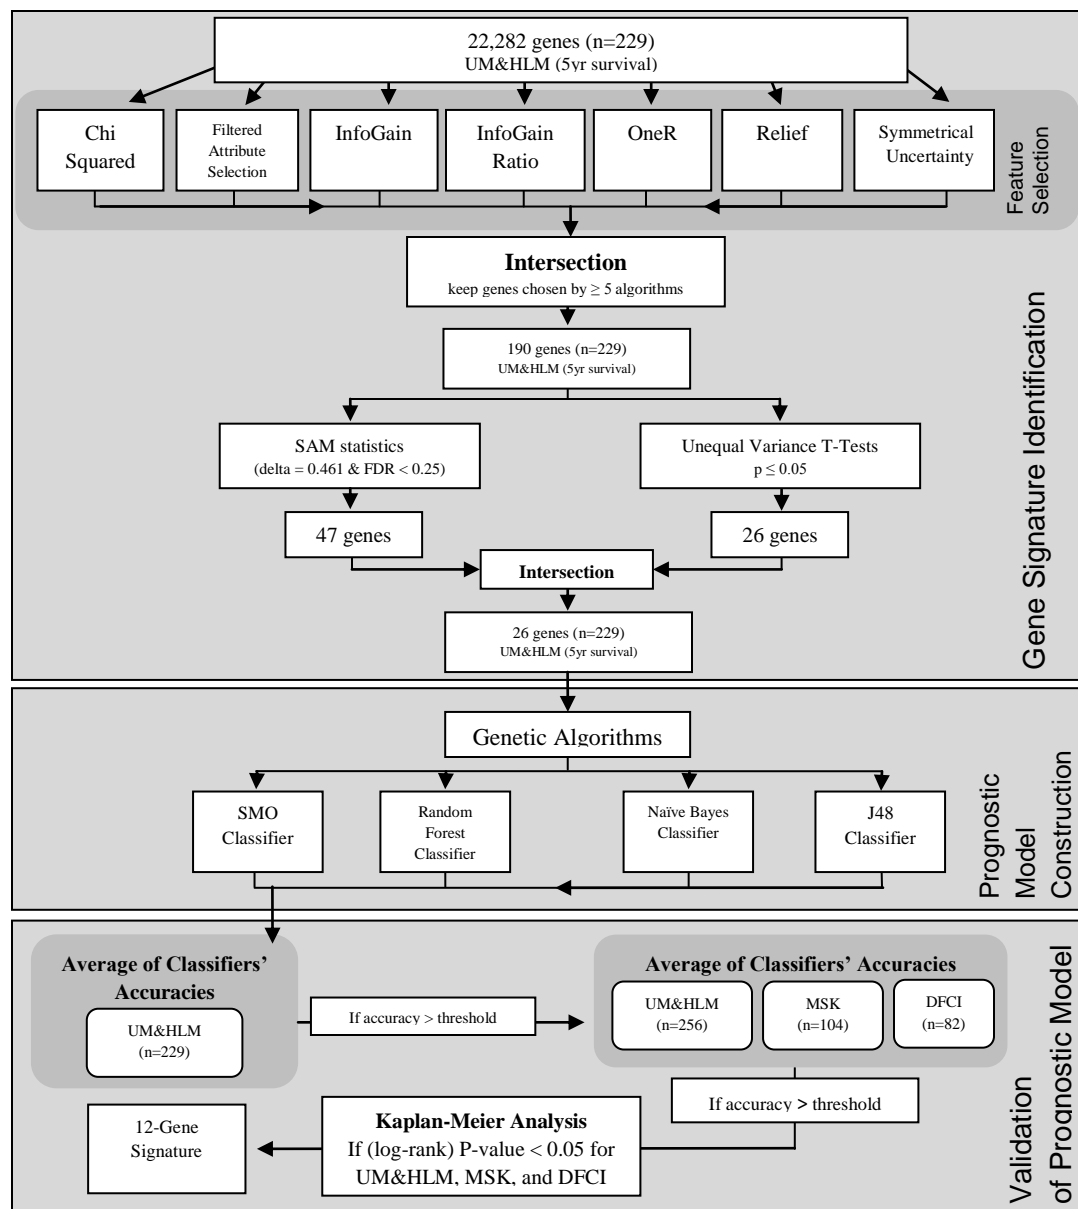 22,282 genes (n=229)
UM&HLM (5yr survival)
Chi
Squared
Filtered
Attribute
Selection
InfoGain
InfoGain
Ratio
OneR
Relief
Symmetrical
Uncertainty
Feature
Selection
Intersection
keep genes chosen by ≥ 5 algorithms
190 genes (n=229)
UM&HLM (5yr survival)
SAM statistics
(delta = 0.461 & FDR < 0.25)
Unequal Variance T-Tests
p ≤ 0.05
47 genes
26 genes
Intersection
26 genes (n=229)
UM&HLM (5yr survival)
Gene Signature Identification
Genetic Algorithms
SMO
Classifier
Random
Forest
Classifier
Naïve Bayes
Classifier
J48
Classifier
Prognostic
Model
Construction
Average of Classifiers'
Accuracies
UM&HLM
(n=229)
If accuracy > threshold
Average of Classifiers' Accuracies
UM&HLM
(n=256)
MSK
(n=104)
DFCI
(n=82)
If accuracy > threshold
Kaplan-Meier Analysis
If (log-rank) P-value < 0.05 for
UM&HLM, MSK, and DFCI
12-Gene
Signature
Validation
of Prognostic Model